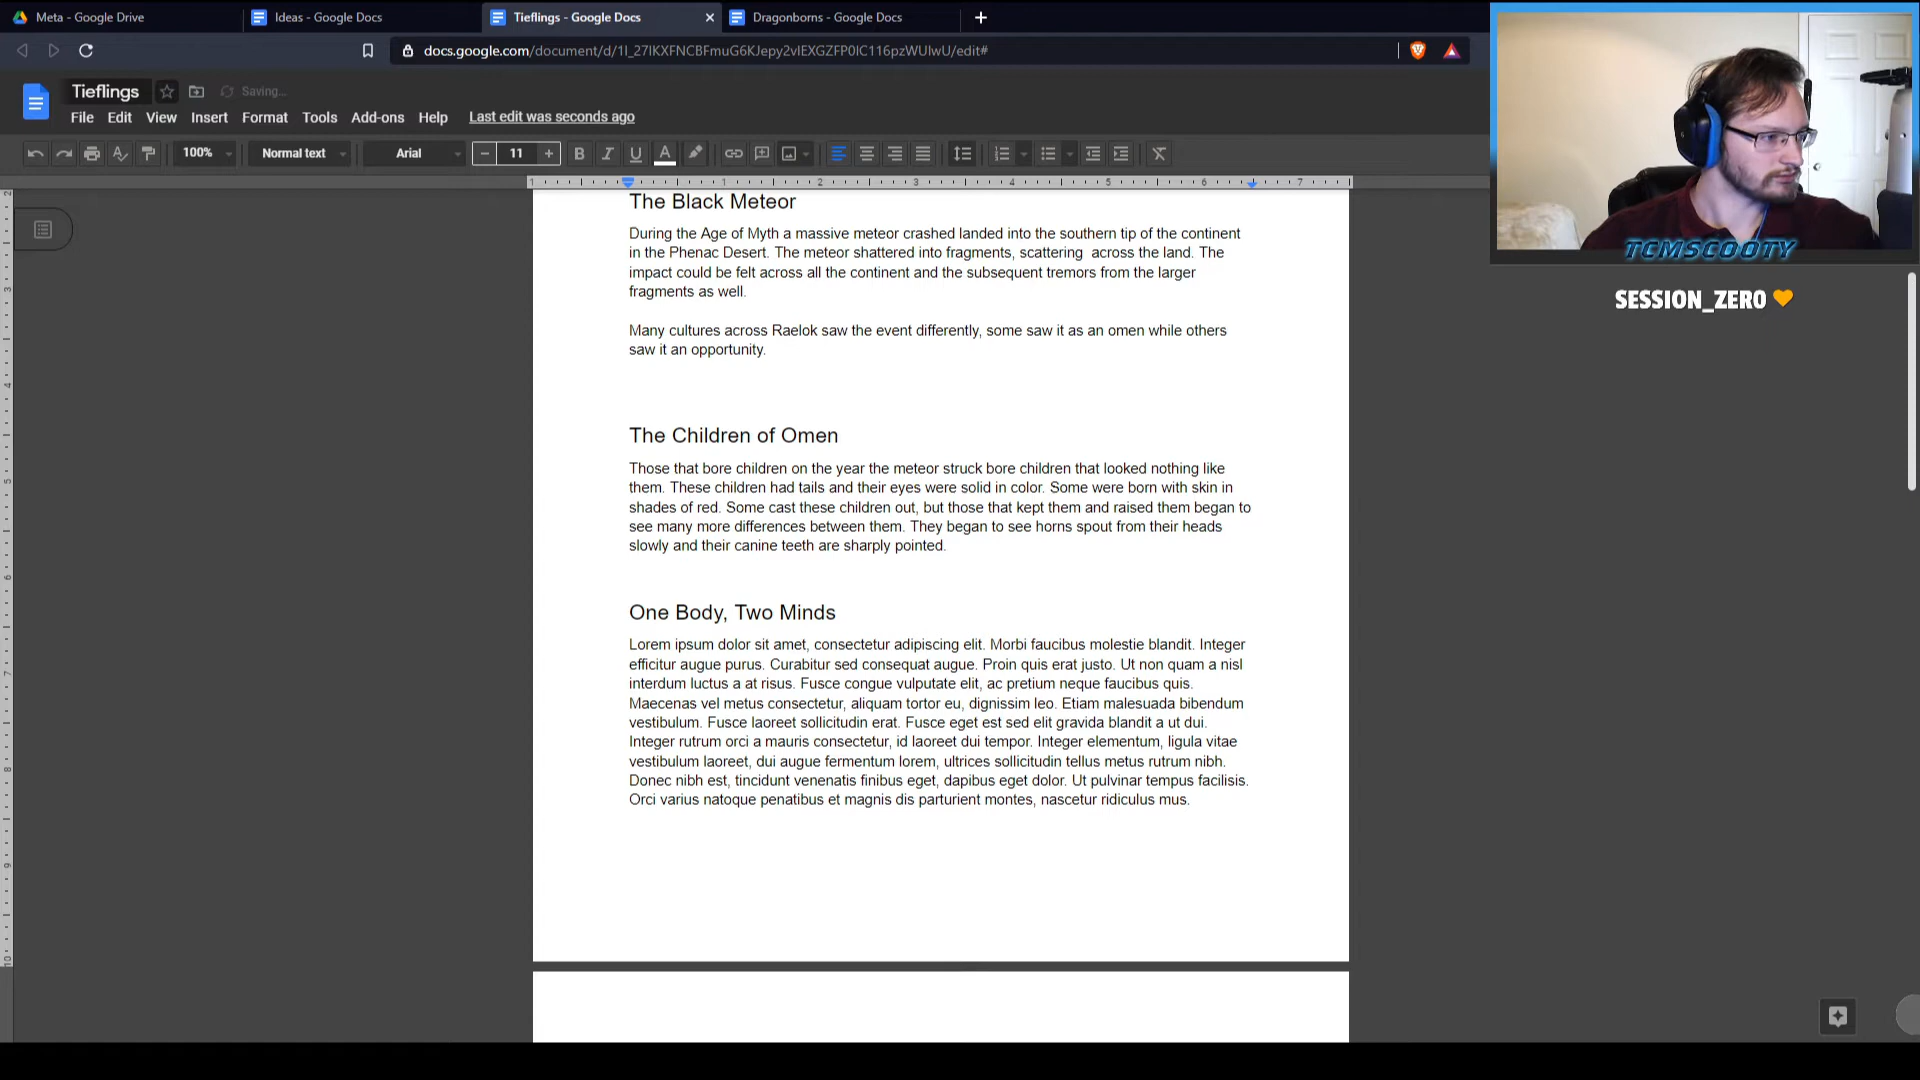 Meta - Google Drive
Ideas - Google Docs
Tieflings - Google Docs
Dragonborns - Google Docs
docs.google.com/document/d/1I_27IKXFNCBFmuG6KJepy2vIEXGZFP0IC116pzWUIwU/edit#
Tieflings
Saving...
File Edit View Insert Format Tools Add-ons Help Last edit was seconds ago
100% Normal text Arial 11 B I U A
1 1 2 3 4 5 6 7
The Black Meteor
During the Age of Myth a massive meteor crashed landed into the southern tip of the continent
in the Phenac Desert. The meteor shattered into fragments, scattering across the land. The
impact could be felt across all the continent and the subsequent tremors from the larger
fragments as well.
Many cultures across Raelok saw the event differently, some saw it as an omen while others
saw it an opportunity.
The Children of Omen
Those that bore children on the year the meteor struck bore children that looked nothing like
them. These children had tails and their eyes were solid in color. Some were born with skin in
shades of red. Some cast these children out, but those that kept them and raised them began to
see many more differences between them. They began to see horns spout from their heads
slowly and their canine teeth are sharply pointed.
One Body, Two Minds
Lorem ipsum dolor sit amet, consectetur adipiscing elit. Morbi faucibus molestie blandit. Integer
efficitur augue purus. Curabitur sed consequat augue. Proin quis erat justo. Ut non quam a nisl
interdum luctus a at risus. Fusce congue vulputate elit, ac pretium neque faucibus quis.
Maecenas vel metus consectetur, aliquam tortor eu, dignissim leo. Etiam malesuada bibendum
vestibulum. Fusce laoreet sollicitudin erat. Fusce eget est sed elit gravida blandit a ut dui.
Integer rutrum orci a mauris consectetur, id laoreet dui tempor. Integer elementum, ligula vitae
vestibulum laoreet, dui augue fermentum lorem, ultrices sollicitudin tellus metus rutrum nibh.
Donec nibh est, tincidunt venenatis finibus eget, dapibus eget dolor. Ut pulvinar tempus facilisis.
Orci varius natoque penatibus et magnis dis parturient montes, nascetur ridiculus mus.
TCMSCOOTY
SESSION_ZERO 🧡